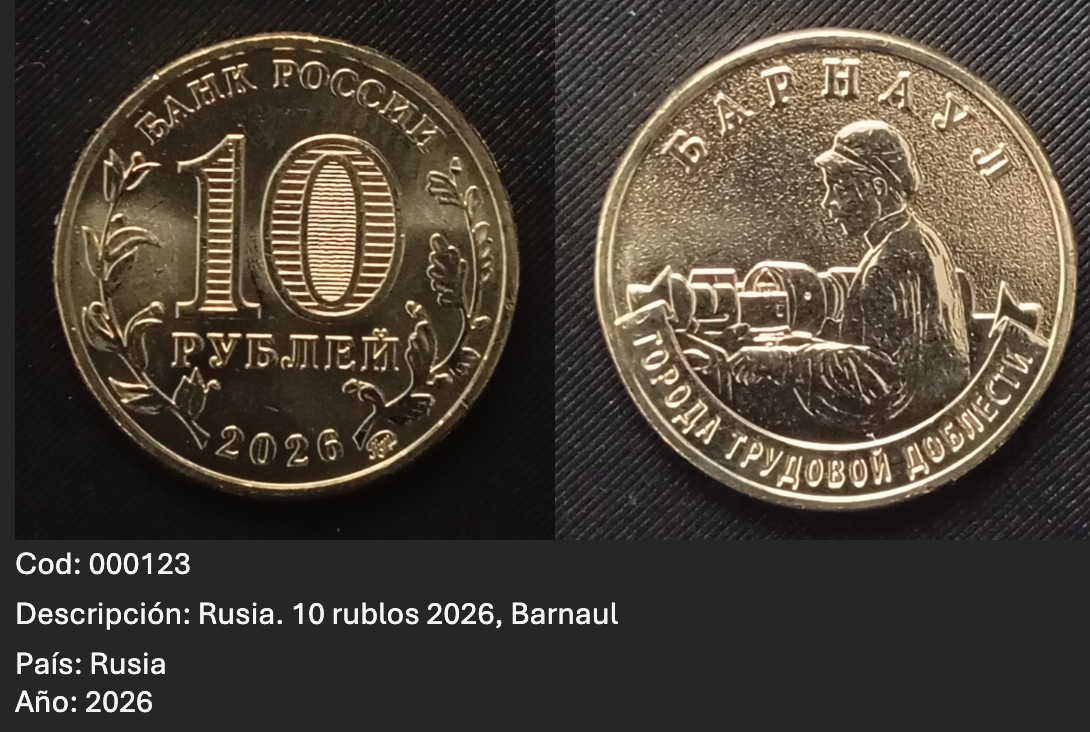 БАНК РОССИИ
10
РУБЛЕЙ
2026
БАРНАУЛ
ГОРОДА ТРУДОВОЙ ДОБЛЕСТИ
Cod: 000123
Descripción: Rusia. 10 rublos 2026, Barnaul
País: Rusia
Año: 2026